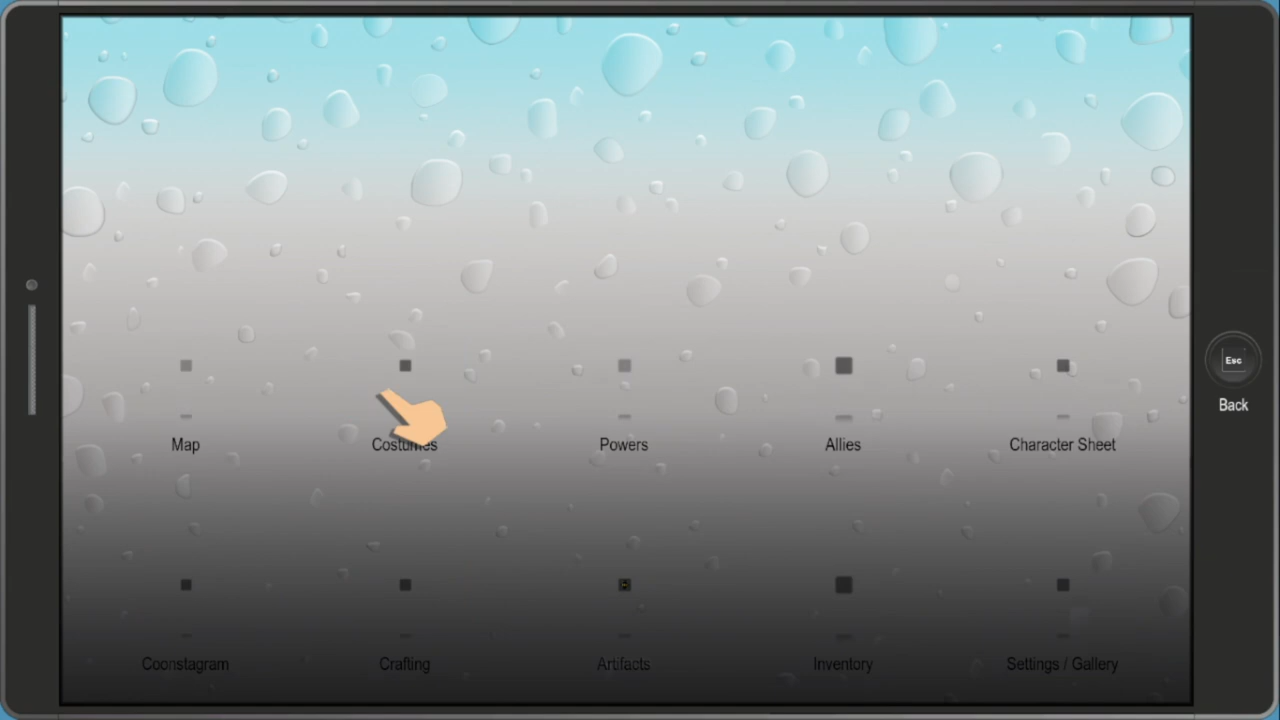 Esc
Back
Map
Costumes
Powers
Allies
Character Sheet
Coonstagram
Crafting
Artifacts
Inventory
Settings / Gallery